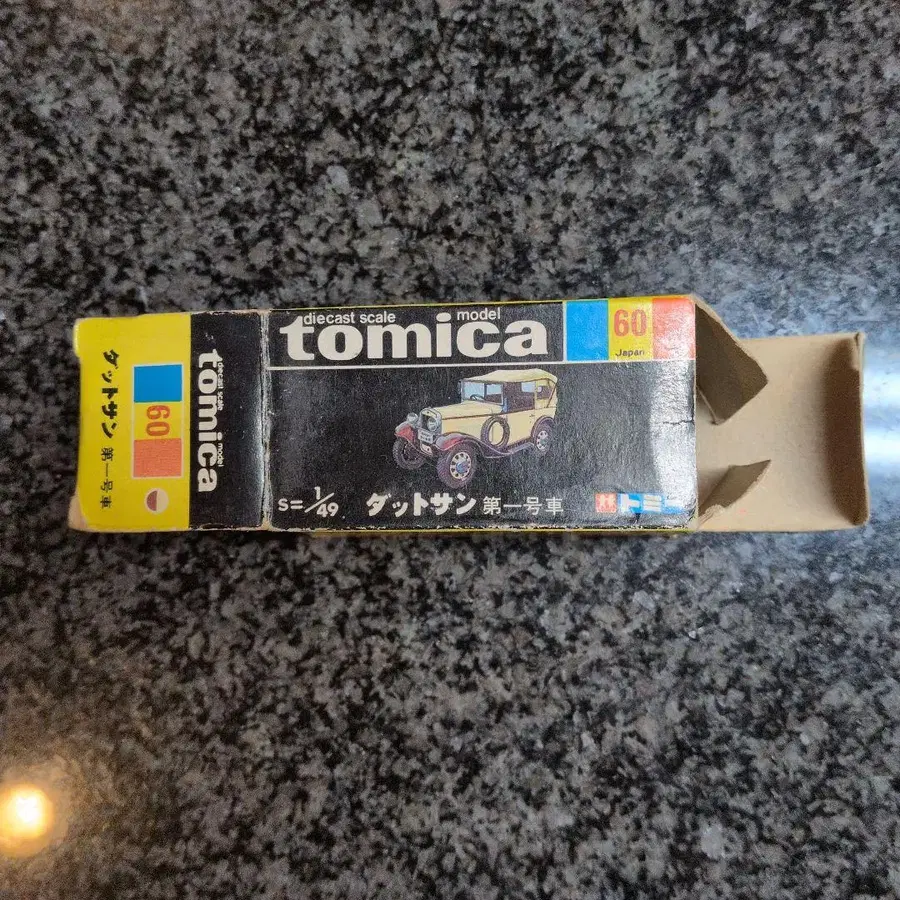 diecast scale model
tomica
60
Japan
S=1/49 ダットサン 第一号車
トミー
diecast scale model
tomica
60
ダットサン 第一号車